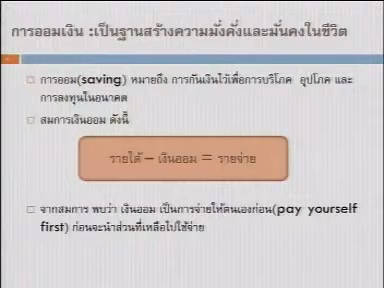 การออมเงิน :เป็นฐานสร้างความมั่งคั่งและมั่นคงในชีวิต
การออม(saving) หมายถึง การกันเงินไว้เพื่อการบริโภค อุปโภค และ
การลงทุนในอนาคต
สมการเงินออม ดังนี้
รายได้ – เงินออม = รายจ่าย
จากสมการ พบว่า เงินออม เป็นการจ่ายให้ตนเองก่อน(pay yourself
first) ก่อนจะนำส่วนที่เหลือไปใช้จ่าย